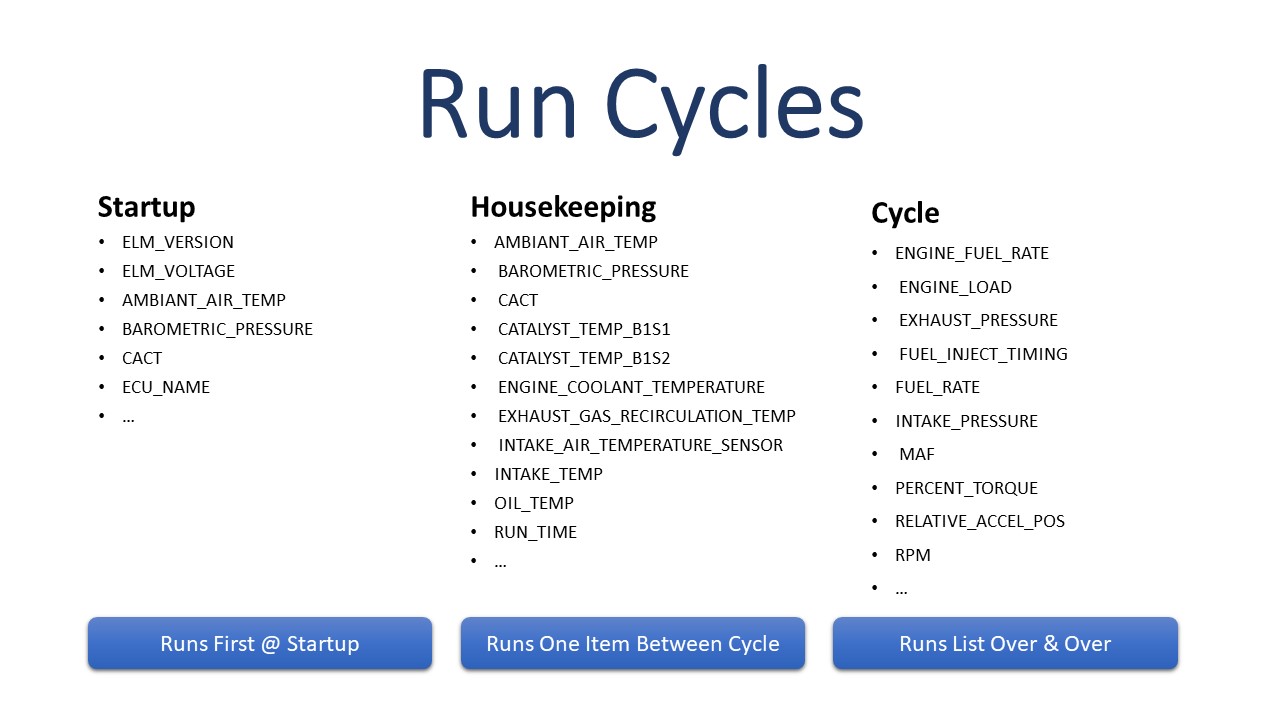 Run Cycles
Startup
• ELM_VERSION
• ELM_VOLTAGE
• AMBIANT_AIR_TEMP
• BAROMETRIC_PRESSURE
• CACT
• ECU_NAME
• ...
Housekeeping
• AMBIANT_AIR_TEMP
• BAROMETRIC_PRESSURE
• CACT
• CATALYST_TEMP_B1S1
• CATALYST_TEMP_B1S2
• ENGINE_COOLANT_TEMPERATURE
• EXHAUST_GAS_RECIRCULATION_TEMP
• INTAKE_AIR_TEMPERATURE_SENSOR
• INTAKE_TEMP
• OIL_TEMP
• RUN_TIME
• ...
Cycle
• ENGINE_FUEL_RATE
• ENGINE_LOAD
• EXHAUST_PRESSURE
• FUEL_INJECT_TIMING
• FUEL_RATE
• INTAKE_PRESSURE
• MAF
• PERCENT_TORQUE
• RELATIVE_ACCEL_POS
• RPM
• ...
Runs First @ Startup
Runs One Item Between Cycle
Runs List Over & Over